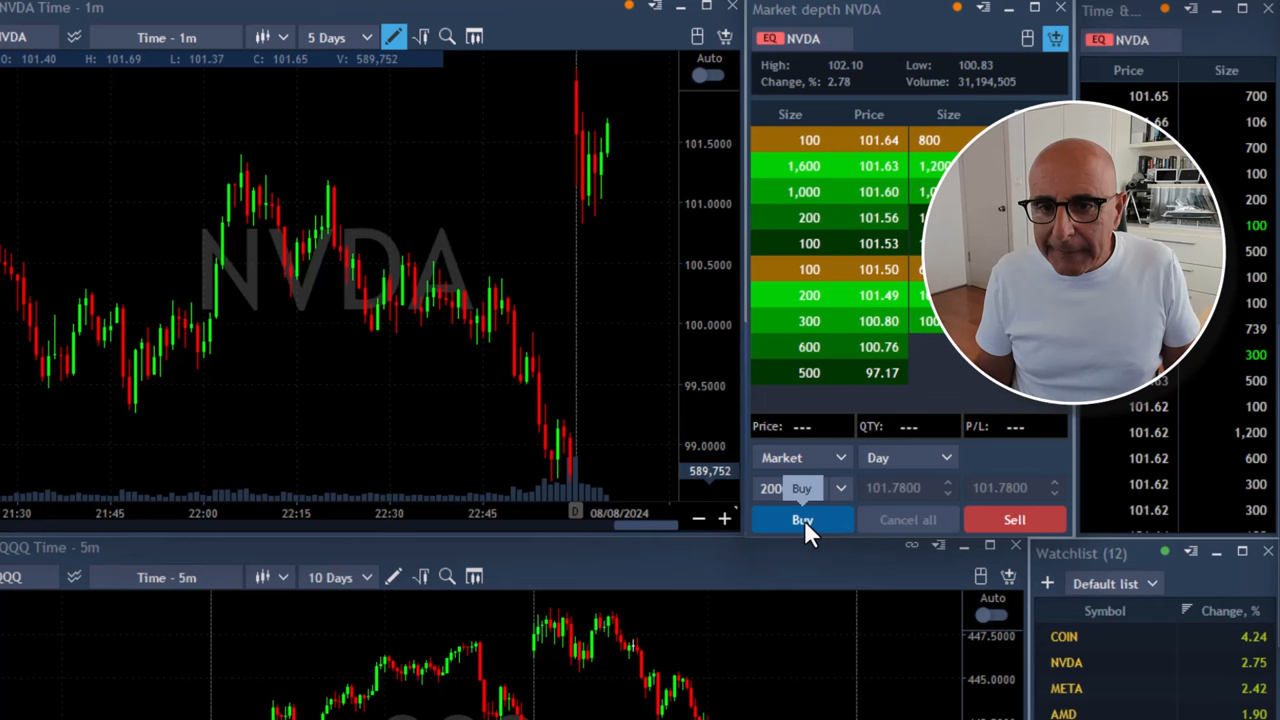 NVDA Time - 1m
NVDA
Time - 1m
5 Days
O: 101.40 H: 101.69 L: 101.37 C: 101.65 V: 589,752
Auto
NVDA
101.5000
101.0000
100.5000
100.0000
99.5000
99.0000
589,752
21:30 21:45 22:00 22:15 22:30 22:45 D 08/08/2024
Market depth NVDA
EQ NVDA
High: 102.10 Low: 100.83
Change, %: 2.78 Volume: 31,194,505
Size Price Size
100 101.64 800
1,600 101.63 1,200
1,000 101.60
200 101.56
100 101.53
100 101.50
200 101.49
300 100.80
600 100.76
500 97.17
Price: --- QTY: --- P/L: ---
Market Day
200 Buy 101.7800 101.7800
Buy Cancel all Sell
Time &...
EQ NVDA
Price Size
101.65 700
106
700
100
200
100
500
100
100
739
300
500
101.62 100
101.62 1,200
101.62 600
101.62 300
101.62 300
QQQ Time - 5m
QQQ
Time - 5m
10 Days
Auto
447.5000
445.0000
Watchlist (12)
Default list
Symbol Change, %
COIN 4.24
NVDA 2.75
META 2.42
AMD 1.90